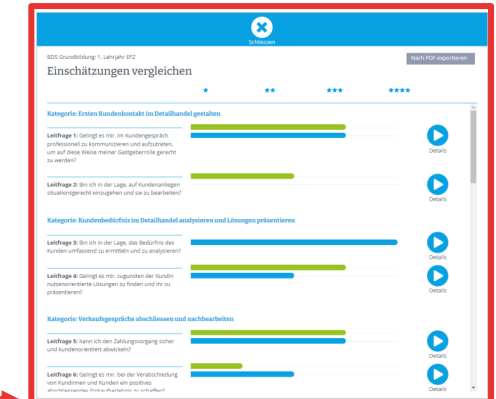 Schliessen
BDS Grundbildung: 1. Lehrjahr EFZ
Nach PDF exportieren
Einschätzungen vergleichen
Kategorie: Ersten Kundenkontakt im Detailhandel gestalten
Leitfrage 1: Gelingt es mir, im Kundengespräch
professionell zu kommunizieren und aufzutreten,
um auf diese Weise meiner Gastgeberrolle gerecht
zu werden?
Details
Leitfrage 2: Bin ich in der Lage, auf Kundenanliegen
situationsgerecht einzugehen und sie zu bearbeiten?
Details
Kategorie: Kundenbedürfnis im Detailhandel analysieren und Lösungen präsentieren
Leitfrage 3: Bin ich in der Lage, das Bedürfnis des
Kunden umfassend zu ermitteln und zu analysieren?
Details
Leitfrage 4: Gelingt es mir, zugunsten der Kundin
nutzenorientierte Lösungen zu finden und ihr zu
präsentieren?
Details
Kategorie: Verkaufsgespräche abschliessen und nachbearbeiten
Leitfrage 5: Kann ich den Zahlungsvorgang sicher
und kundenorientiert abwickeln?
Details
Leitfrage 6: Gelingt es mir, bei der Verabschiedung
von Kundinnen und Kunden ein positives
abschliessendes Einkaufserlebnis zu schaffen?
Details